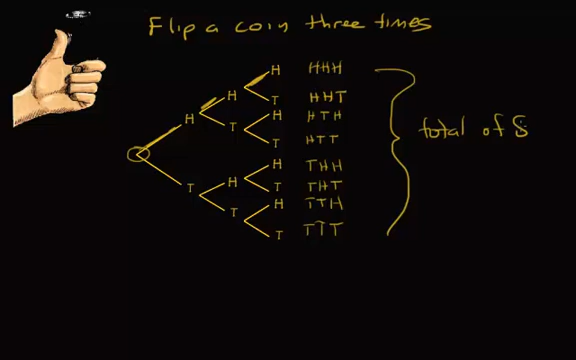 Flip a coin three times
H HHH
H
T HHT
H
H HTH
T
T HTT
total of 8
H THH
H
T THT
T
H TTH
T
T TTT